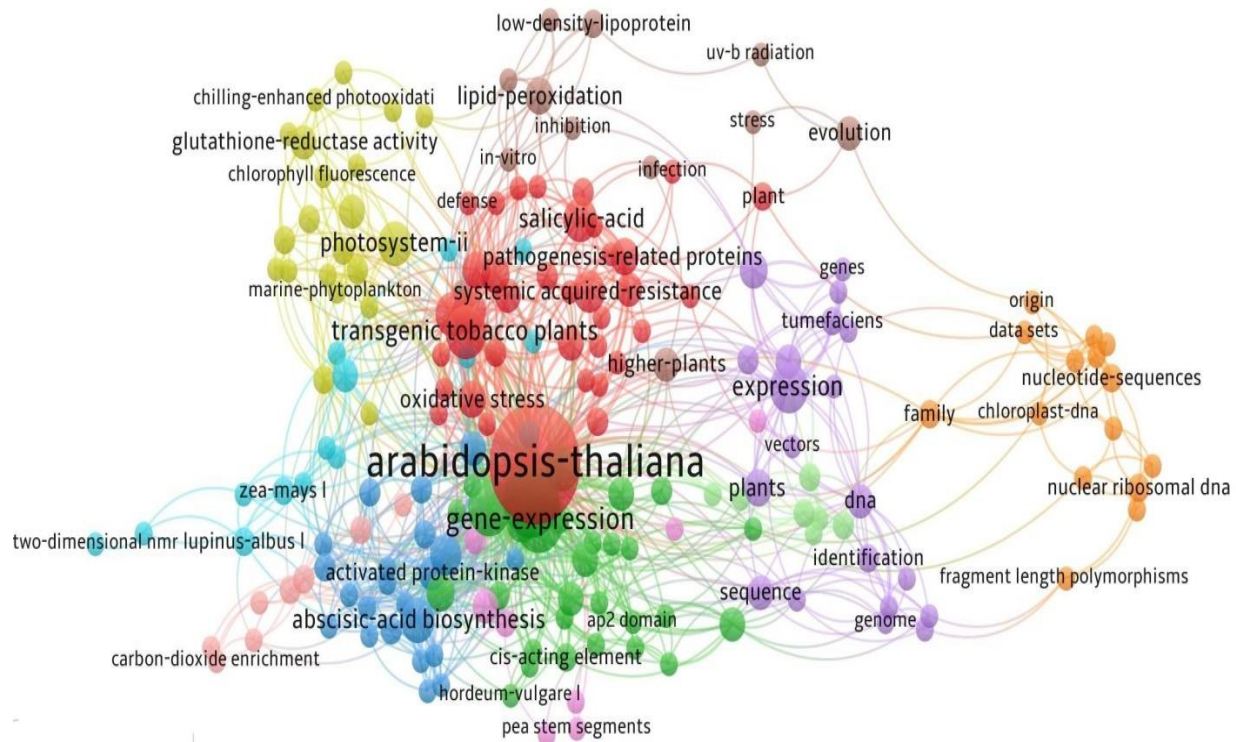 low-density-lipoprotein
uv-b radiation
chilling-enhanced photooxidati
lipid-peroxidation
glutathione-reductase activity
inhibition
stress
evolution
chlorophyll fluorescence
in-vitro
infection
defense
plant
salicylic-acid
photosystem-ii
pathogenesis-related proteins
genes
marine-phytoplankton
systemic acquired-resistance
origin
tumefaciens
data sets
transgenic tobacco plants
higher-plants
nucleotide-sequences
expression
oxidative stress
family
chloroplast-dna
vectors
arabidopsis-thaliana
zea-mays l
plants
dna
nuclear ribosomal dna
gene-expression
two-dimensional nmr
lupinus-albus l
identification
activated protein-kinase
fragment length polymorphisms
sequence
abscisic-acid biosynthesis
ap2 domain
genome
carbon-dioxide enrichment
cis-acting element
hordeum-vulgare l
pea stem segments